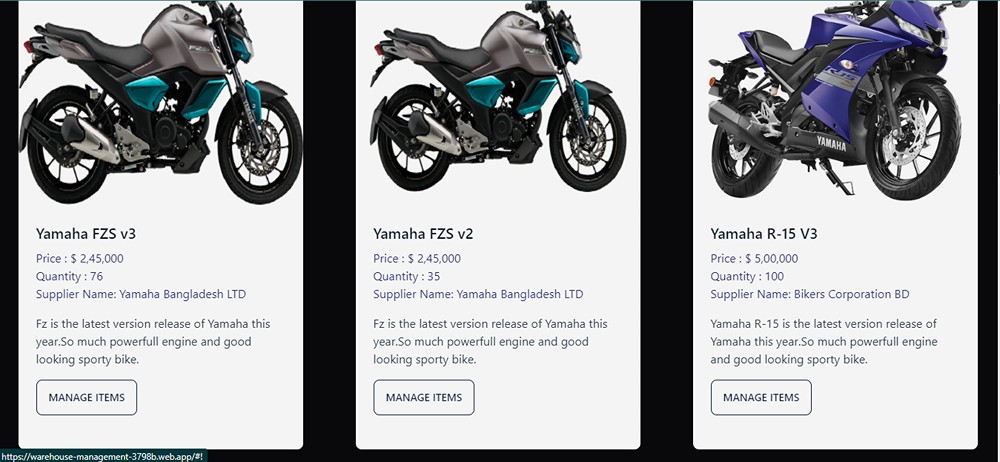 FZS
FZS
R15
YAMAHA
Yamaha FZS v3
Price : $ 2,45,000
Quantity : 76
Supplier Name: Yamaha Bangladesh LTD
Fz is the latest version release of Yamaha this
year.So much powerfull engine and good
looking sporty bike.
MANAGE ITEMS
Yamaha FZS v2
Price : $ 2,45,000
Quantity : 35
Supplier Name: Yamaha Bangladesh LTD
Fz is the latest version release of Yamaha this
year.So much powerfull engine and good
looking sporty bike.
MANAGE ITEMS
Yamaha R-15 V3
Price : $ 5,00,000
Quantity : 100
Supplier Name: Bikers Corporation BD
Yamaha R-15 is the latest version release of
Yamaha this year.So much powerfull engine
and good looking sporty bike.
MANAGE ITEMS
https://warehouse-management-3798b.web.app/#!